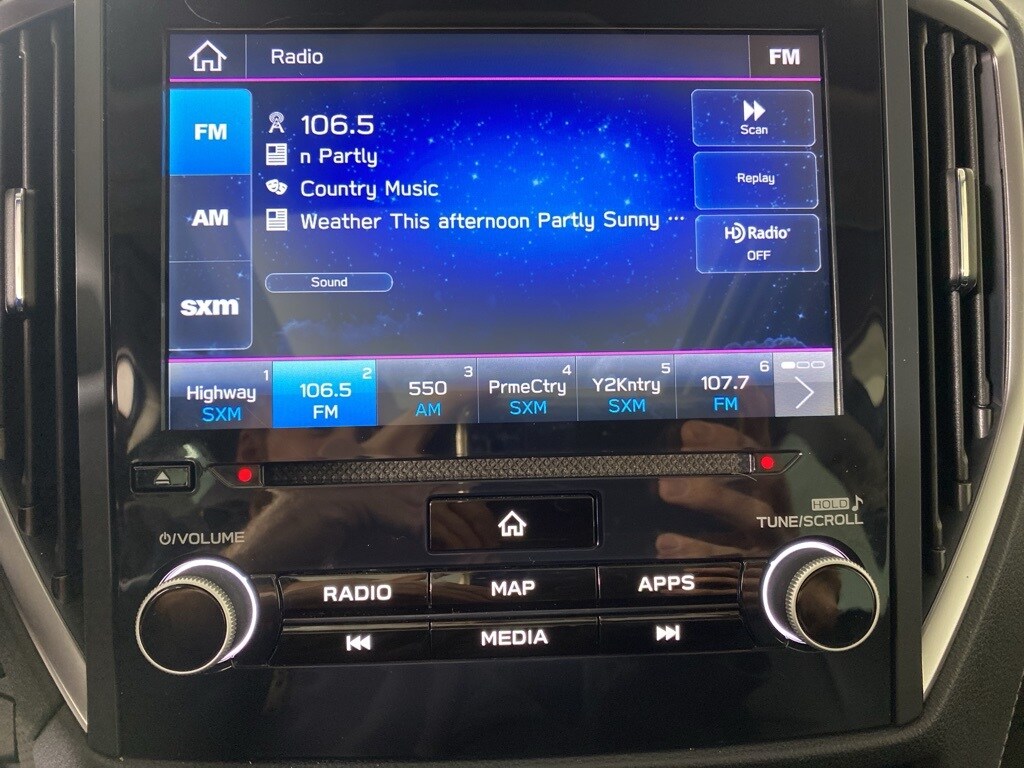 Radio
FM
FM
AM
sxm
106.5
n Partly
Country Music
Weather This afternoon Partly Sunny ···
Sound
Scan
Replay
HD Radio
OFF
1
Highway
SXM
2
106.5
FM
3
550
AM
4
PrmeCtry
SXM
5
Y2Kntry
SXM
6
107.7
FM
/VOLUME
HOLD
TUNE/SCROLL
RADIO
MAP
APPS
MEDIA